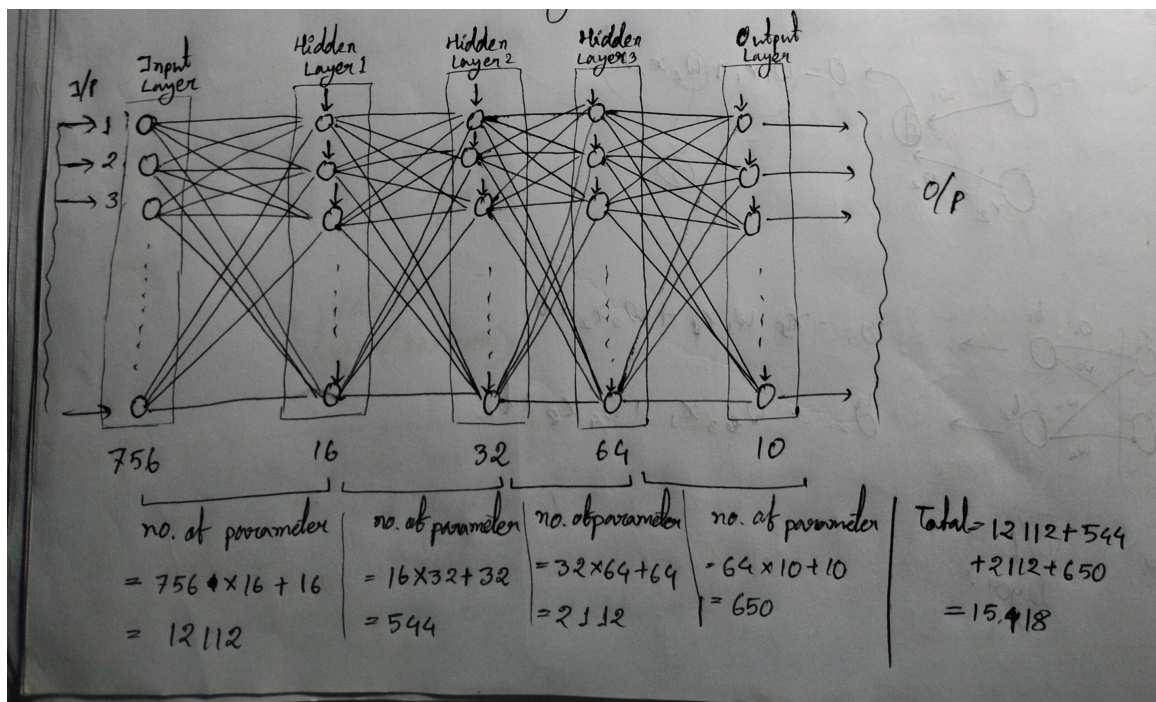 I/P
Input
Layer
Hidden
Layer 1
Hidden
Layer 2
Hidden
Layer 3
Output
Layer
1
2
3
O/P
756
16
32
64
10
no. of parameter
= 756 × 16 + 16
= 12112
no. of parameter
= 16×32+32
= 544
no. of parameter
= 32×64+64
= 2112
no. of parameter
= 64×10+10
= 650
Total = 12112+544
+2112+650
= 15,418